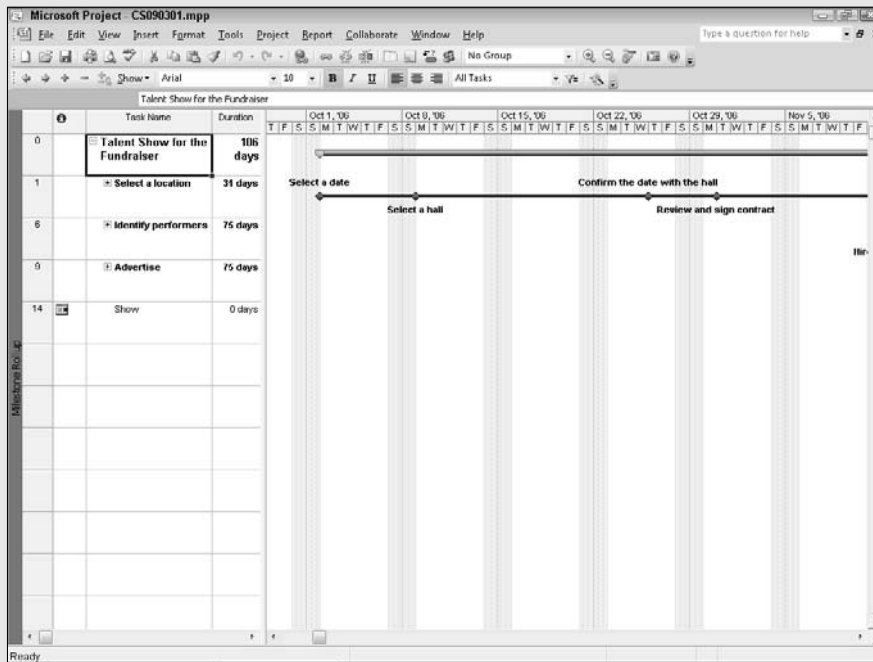 Microsoft Project - CS090301.mpp
File Edit View Insert Format Tools Project Report Collaborate Window Help
Type a question for help
No Group
Show Arial 10 B I U All Tasks
Talent Show for the Fundraiser
Task Name Duration
Oct 1, '06 Oct 8, '06 Oct 15, '06 Oct 22, '06 Oct 29, '06 Nov 5, '06
T F S S M T W T F S S M T W T F S S M T W T F S S M T W T F S S M T W T F S S M T W T F
0 Talent Show for the Fundraiser 106 days
1 Select a location 31 days
Select a date
Confirm the date with the hall
Select a hall
Review and sign contract
6 Identify performers 75 days
Hir
9 Advertise 75 days
14 Show 0 days
Milestone Rollup
Ready